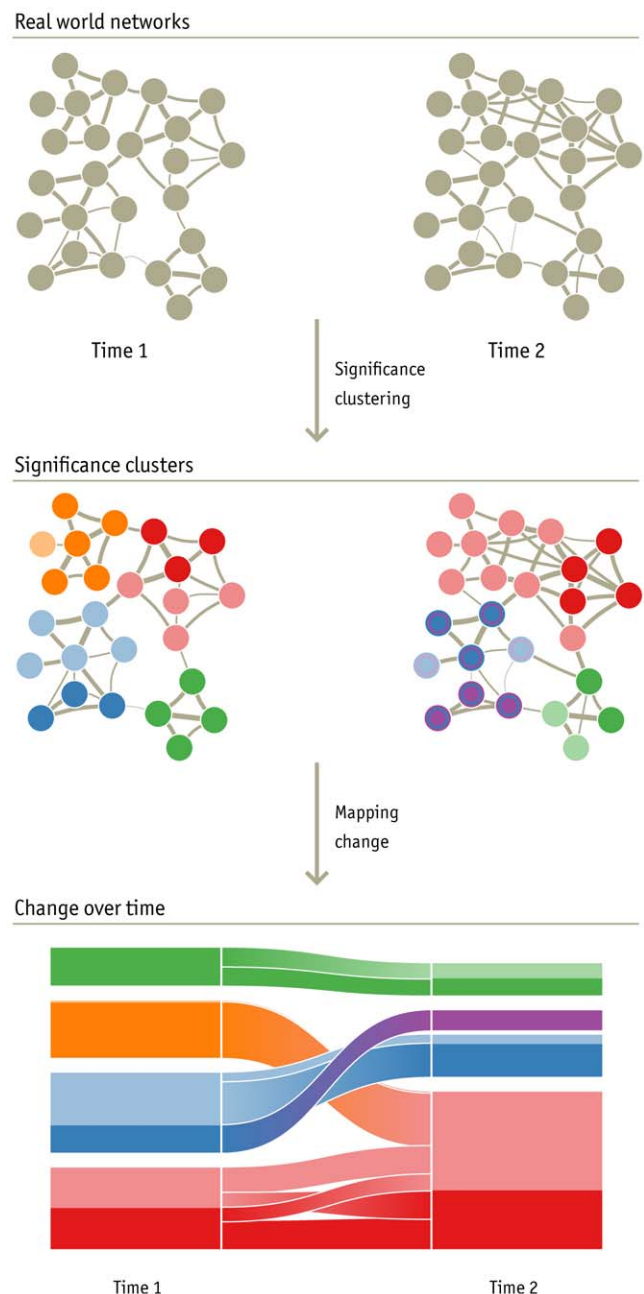 Real world networks
Time 1
Time 2
Significance
clustering
Significance clusters
Mapping
change
Change over time
Time 1
Time 2